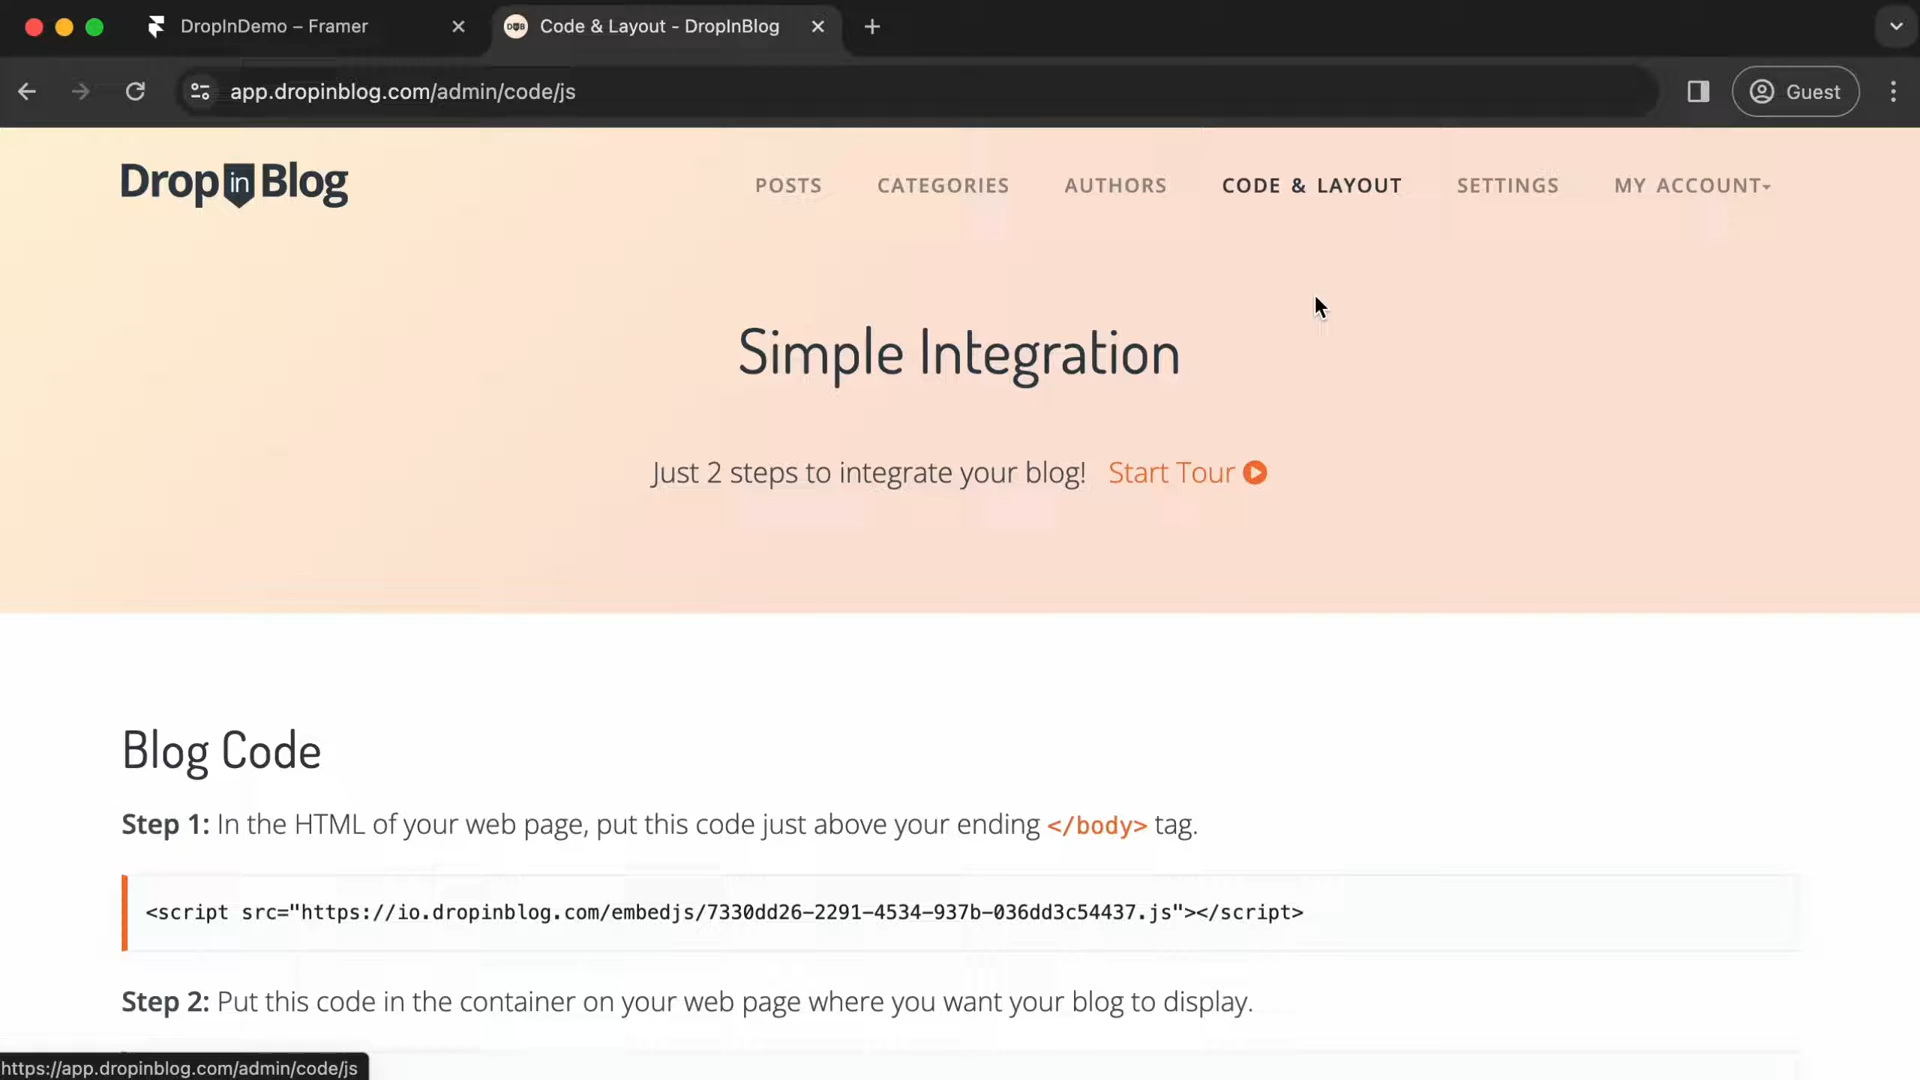 DropInDemo – Framer
Code & Layout - DropInBlog
app.dropinblog.com/admin/code/js
Guest
Drop in Blog
POSTS
CATEGORIES
AUTHORS
CODE & LAYOUT
SETTINGS
MY ACCOUNT
Simple Integration
Just 2 steps to integrate your blog! Start Tour
Blog Code
Step 1: In the HTML of your web page, put this code just above your ending </body> tag.
<script src="https://io.dropinblog.com/embedjs/7330dd26-2291-4534-937b-036dd3c54437.js"></script>
Step 2: Put this code in the container on your web page where you want your blog to display.
https://app.dropinblog.com/admin/code/js